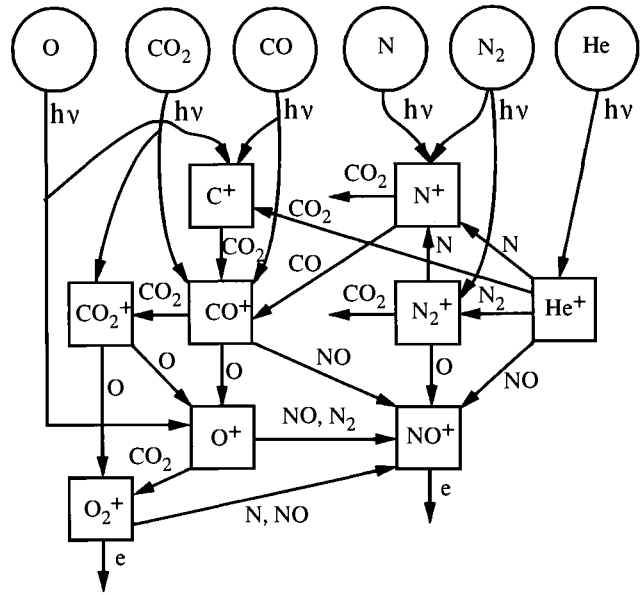 O CO₂ CO N N₂ He
hν hν hν hν hν hν
C⁺ CO₂ N⁺
CO₂ N
CO₂ CO N
CO₂⁺ CO₂ CO⁺ CO₂ N₂⁺ N₂ He⁺
O O NO O NO
O
O⁺ NO, N₂ NO⁺
CO₂
O₂⁺ N, NO e
e